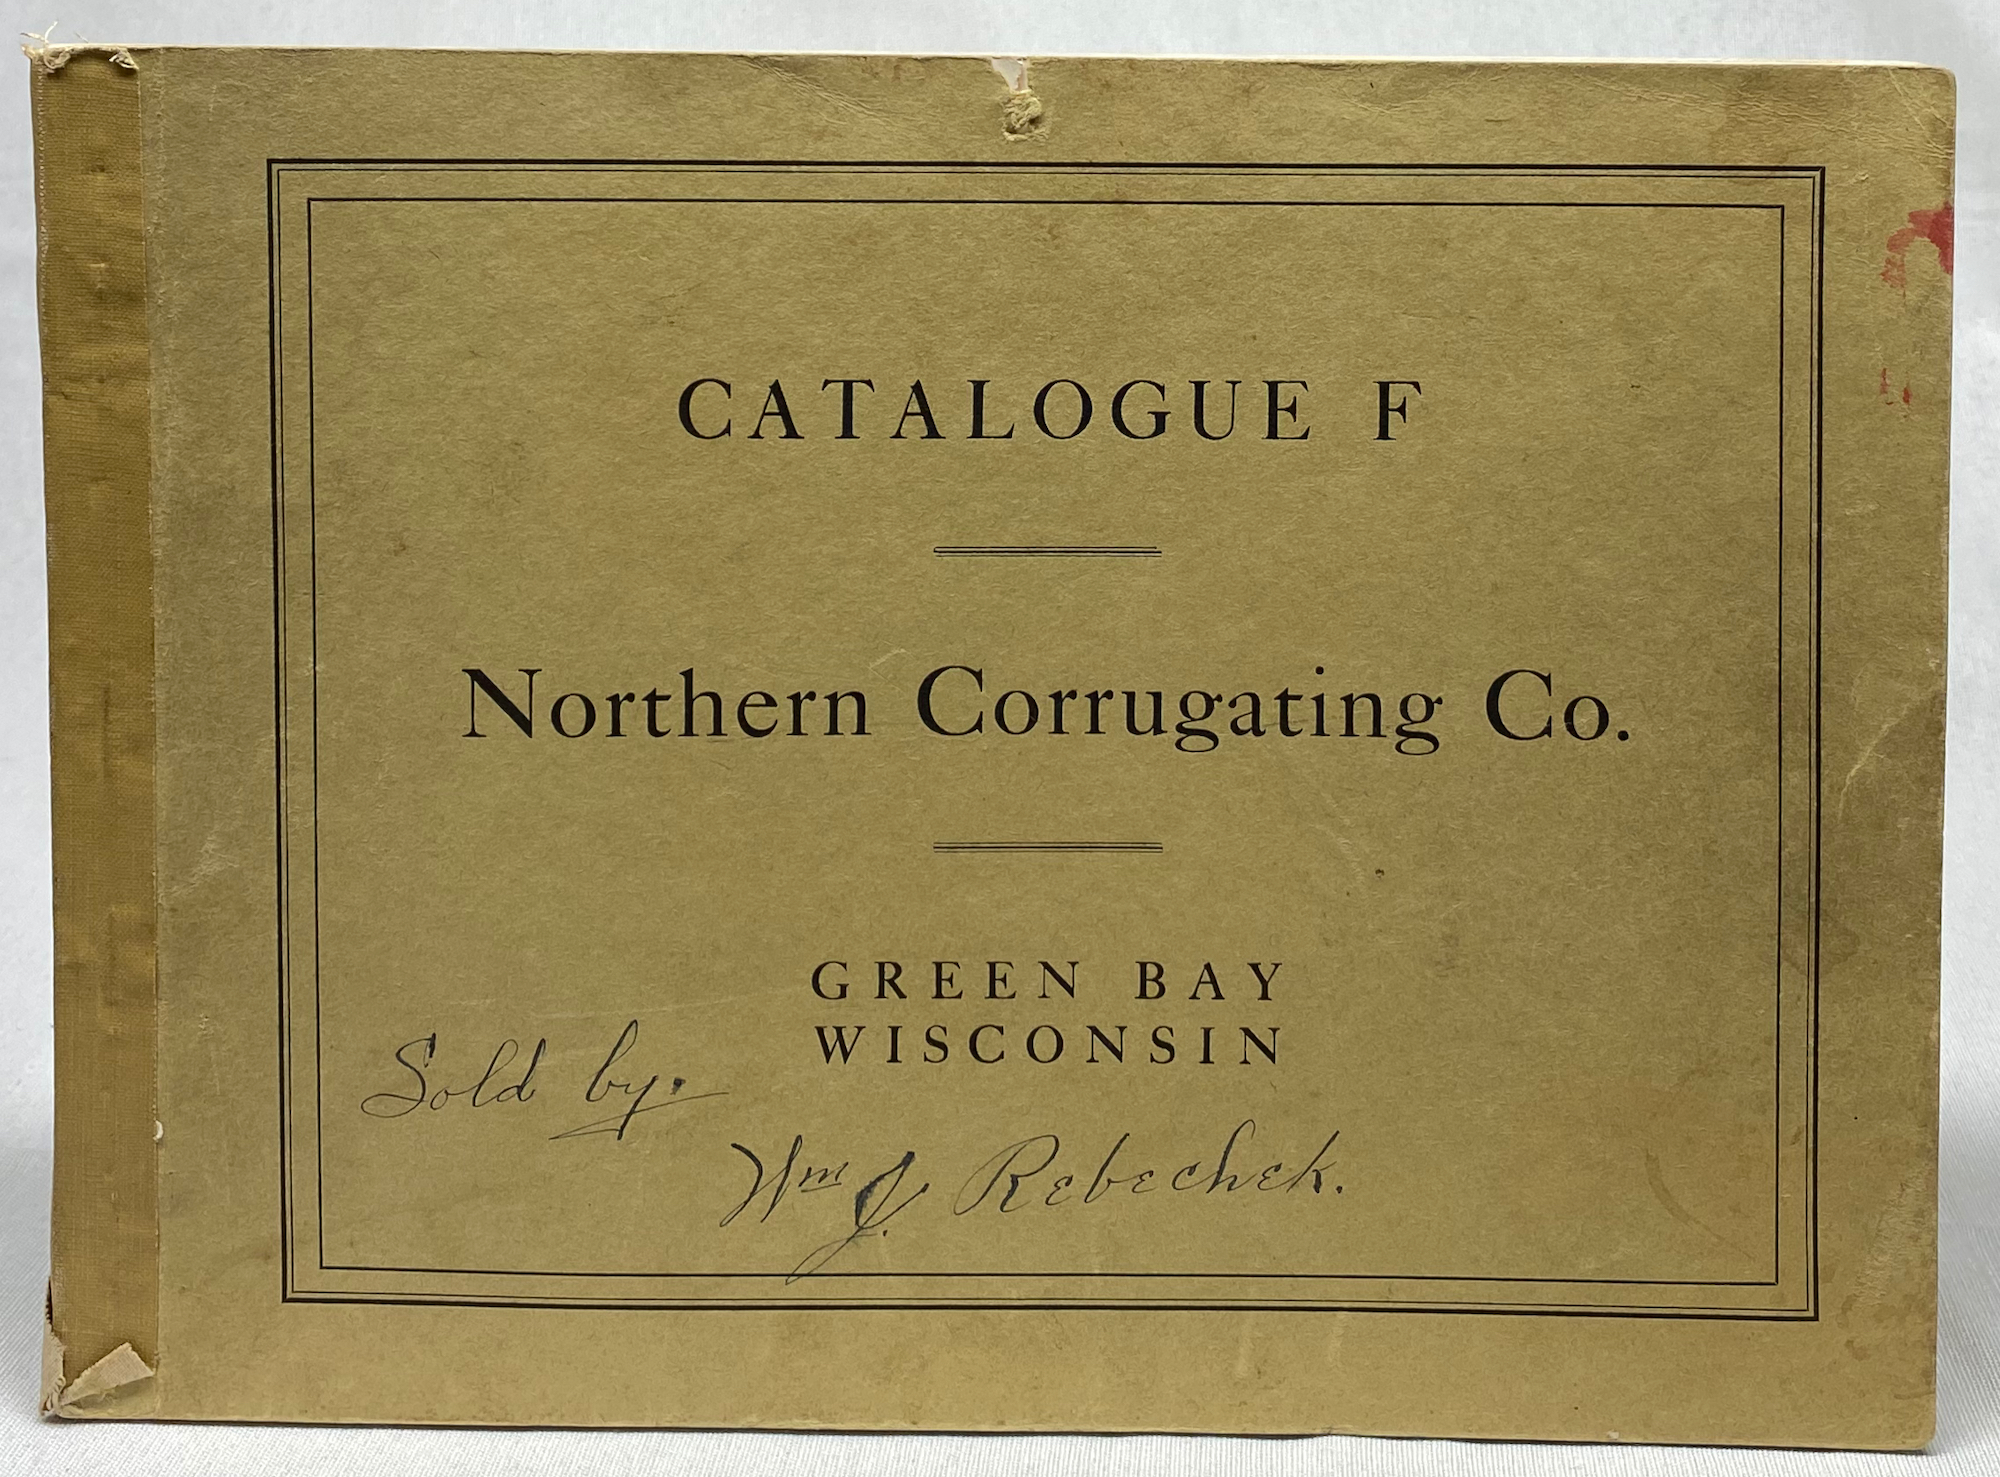 CATALOGUE F
Northern Corrugating Co.
GREEN BAY
WISCONSIN
Sold by.
Wm J. Rebechek.